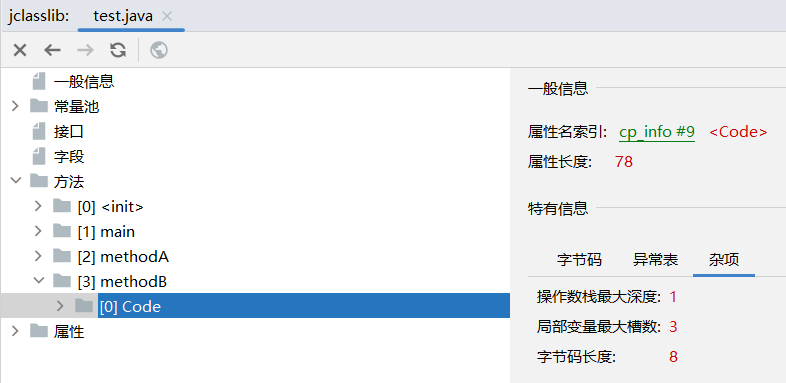 jclasslib: test.java
一般信息
常量池
接口
字段
方法
[0] <init>
[1] main
[2] methodA
[3] methodB
[0] Code
属性
一般信息
属性名索引: cp_info #9 <Code>
属性长度: 78
特有信息
字节码 异常表 杂项
操作数栈最大深度: 1
局部变量最大槽数: 3
字节码长度: 8